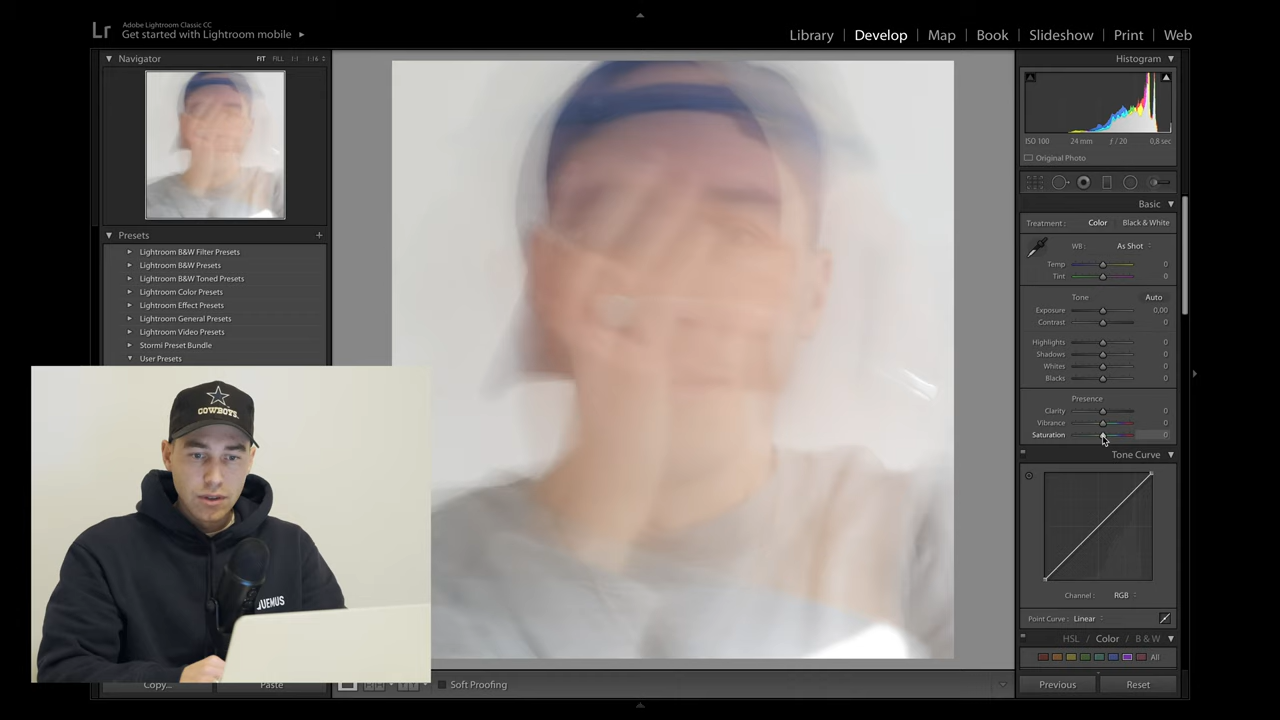 Lr
Adobe Lightroom Classic CC
Get started with Lightroom mobile
Library | Develop | Map | Book | Slideshow | Print | Web
Navigator
FIT FILL 1:1 1:16
Presets +
Lightroom B&W Filter Presets
Lightroom B&W Presets
Lightroom B&W Toned Presets
Lightroom Color Presets
Lightroom Effect Presets
Lightroom General Presets
Lightroom Video Presets
Stormi Preset Bundle
User Presets
COWBOYS
QUEMUS
Copy... Paste
Soft Proofing
Histogram
ISO 100 24 mm ƒ / 20 0,8 sec
Original Photo
Basic
Treatment: Color Black & White
WB: As Shot
Temp 0
Tint 0
Tone Auto
Exposure 0,00
Contrast 0
Highlights 0
Shadows 0
Whites 0
Blacks 0
Presence
Clarity 0
Vibrance 0
Saturation 0
Tone Curve
Channel: RGB
Point Curve: Linear
HSL / Color / B & W
All
Previous Reset